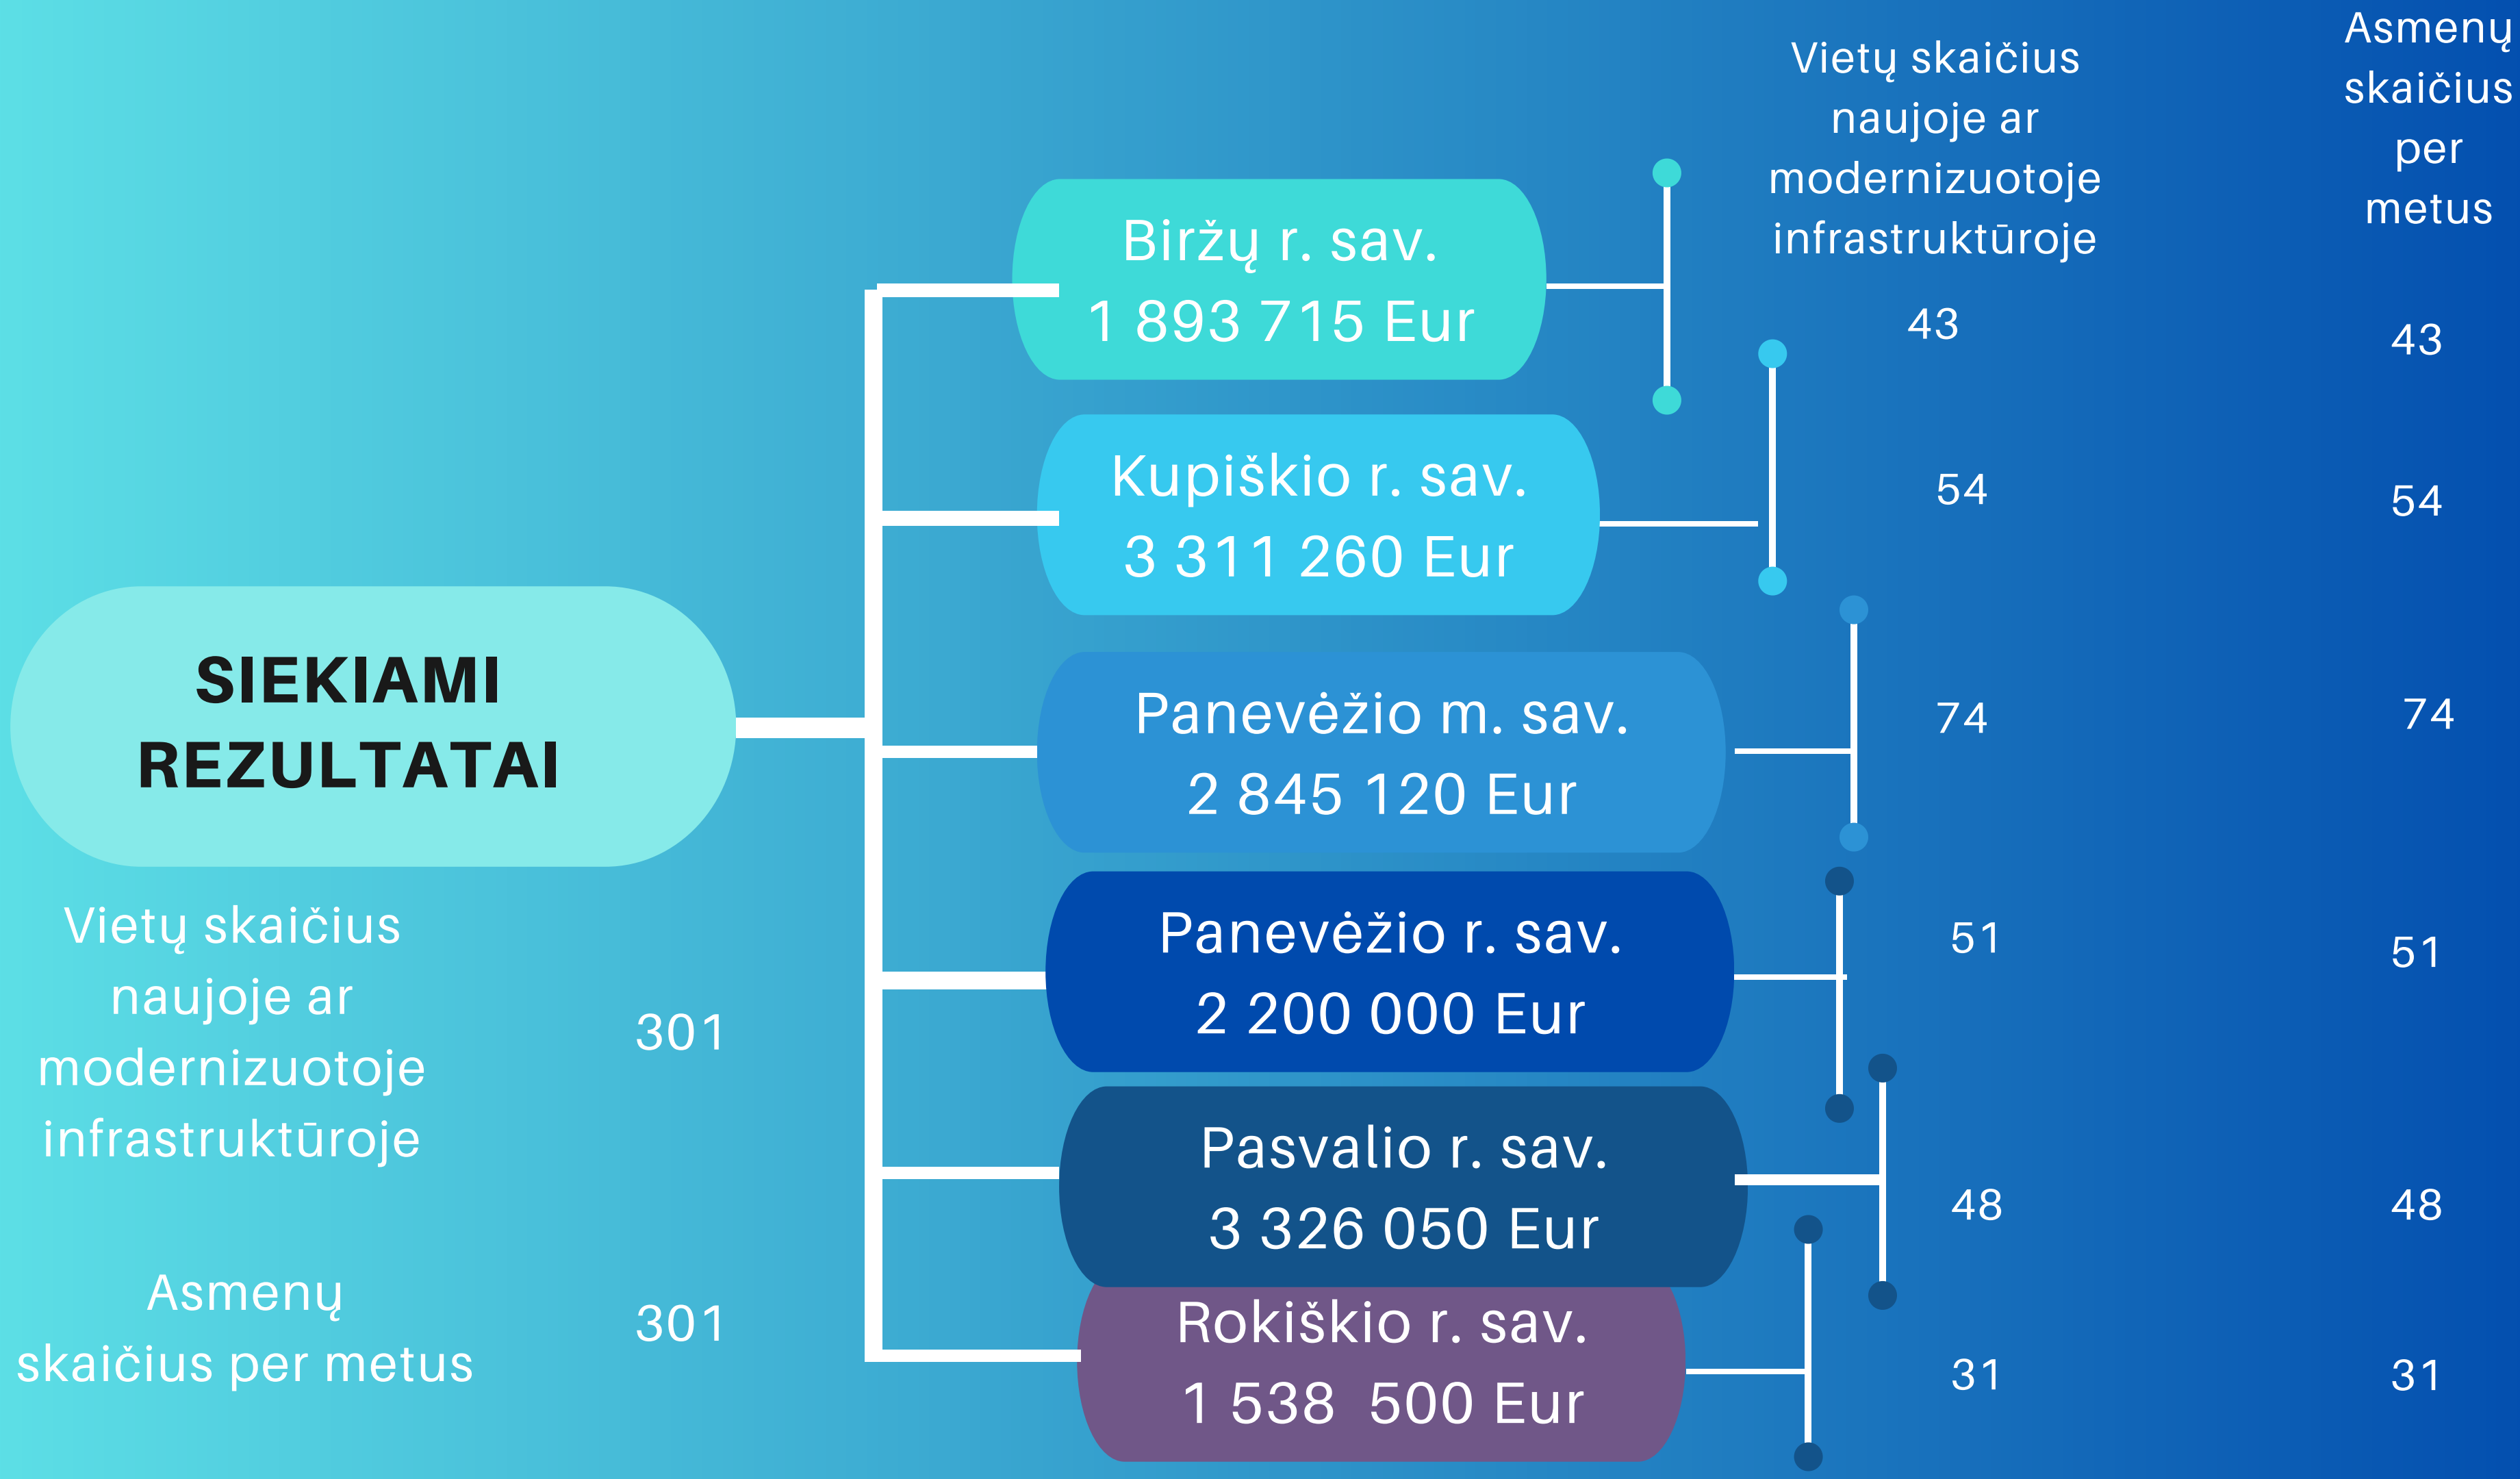 SIEKIAMI
REZULTATAI
Vietų skaičius
naujoje ar
modernizuotoje
infrastruktūroje
301
Asmenų
skaičius per metus
301
Vietų skaičius
naujoje ar
modernizuotoje
infrastruktūroje
Asmenų
skaičius
per
metus
Biržų r. sav.
1 893 715 Eur
43
43
Kupiškio r. sav.
3 311 260 Eur
54
54
Panevėžio m. sav.
2 845 120 Eur
74
74
Panevėžio r. sav.
2 200 000 Eur
51
51
Pasvalio r. sav.
3 326 050 Eur
48
48
Rokiškio r. sav.
1 538  500 Eur
31
31